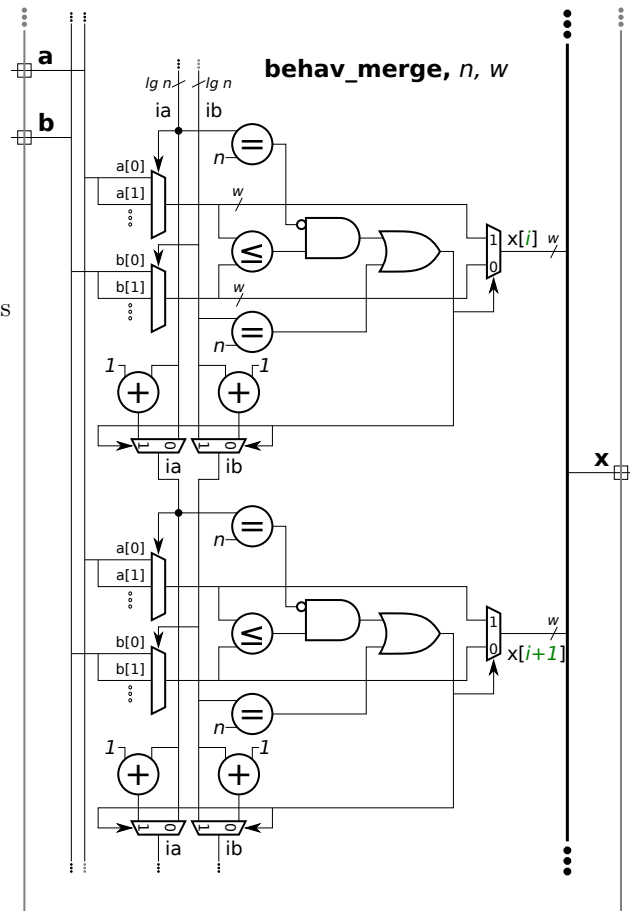 a
behav_merge, n, w
lg n lg n
ia ib
b
=
n
a[0]
a[1]
w
1 x[i] w
≤
0
b[0]
b[1]
w
s
=
n
1 1
+ +
1 0 1 0
ia ib
x
=
n
a[0]
a[1]
1 w
≤
0 x[i+1]
b[0]
b[1]
=
n
1 1
+ +
1 0 1 0
ia ib